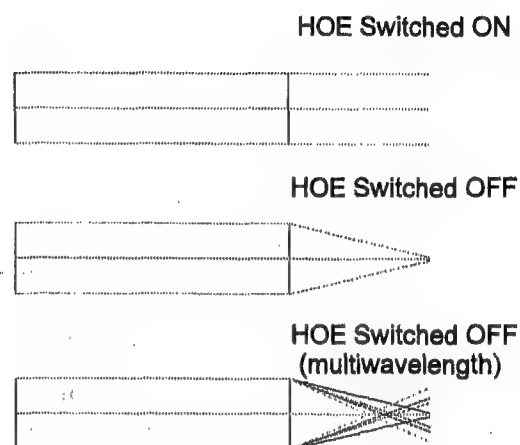 HOE Switched ON
HOE Switched OFF
HOE Switched OFF
(multiwavelength)